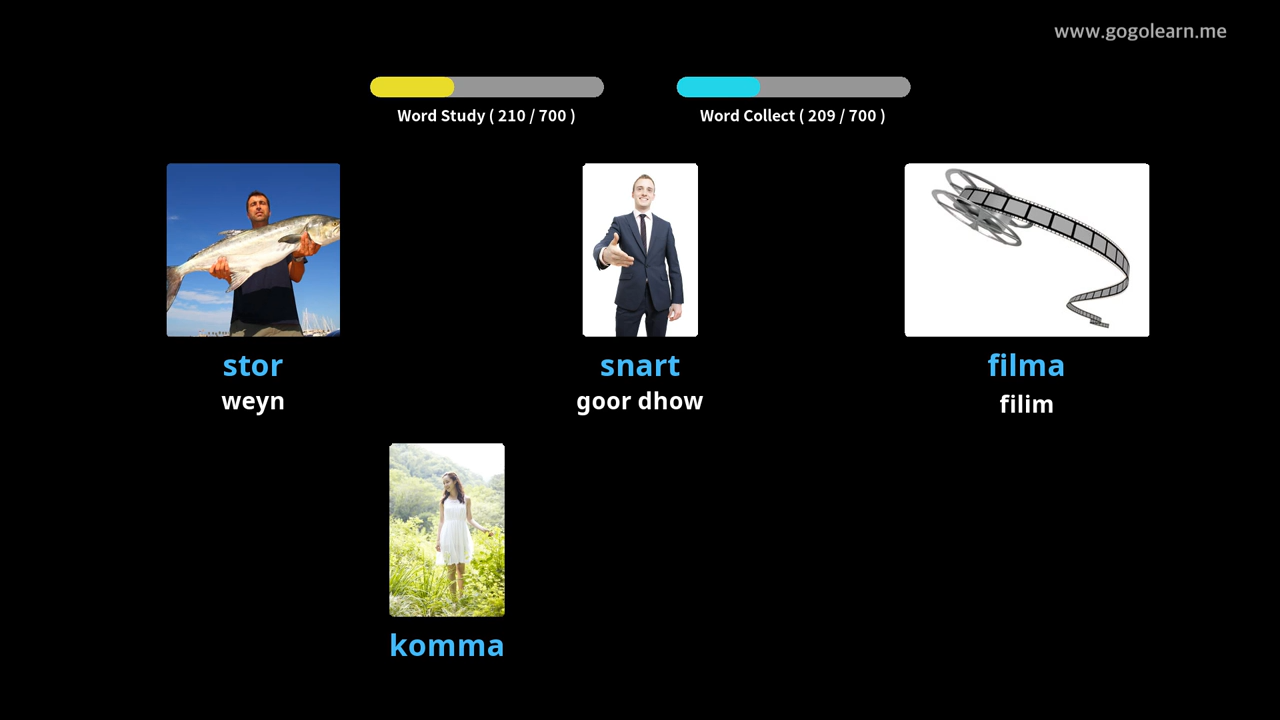 www.gogolearn.me
Word Study ( 210 / 700 )
Word Collect ( 209 / 700 )
stor
weyn
snart
goor dhow
filma
filim
komma